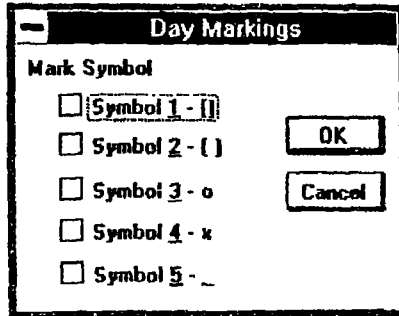 Day Markings
Mark Symbol
Symbol 1 - []
Symbol 2 - ( )
OK
Symbol 3 - o
Cancel
Symbol 4 - x
Symbol 5 - _